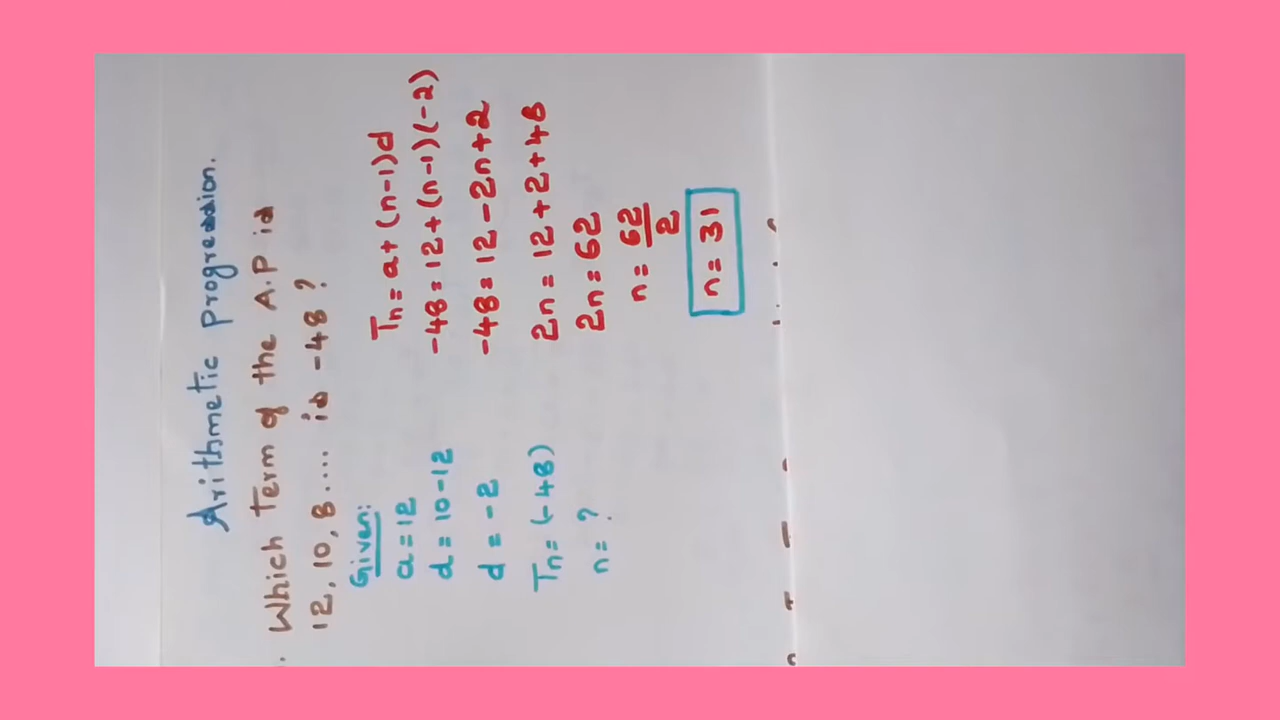 Arithmetic progression.
Which Term of the A.P is
12, 10, 8.... is -48 ?
Given:
a = 12
d = 10-12
d = -2
Tn = (-48)
n = ?
Tn = a + (n-1)d
-48 = 12 + (n-1)(-2)
-48 = 12 - 2n + 2
2n = 12 + 2 + 48
2n = 62
n = 62/2
n = 31